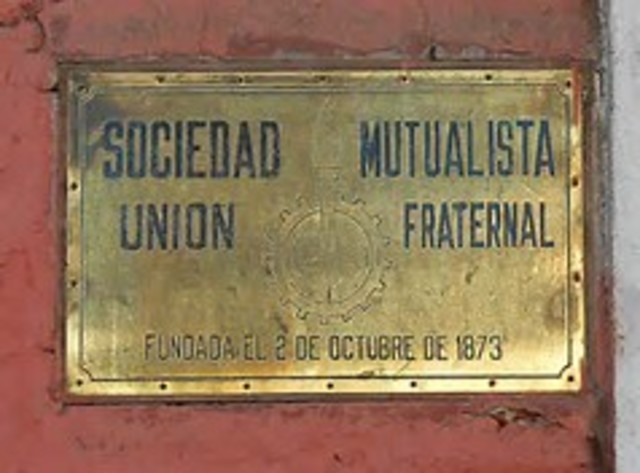 SOCIEDAD MUTUALISTA
UNION FRATERNAL
FUNDADA EL 2 DE OCTUBRE DE 1873